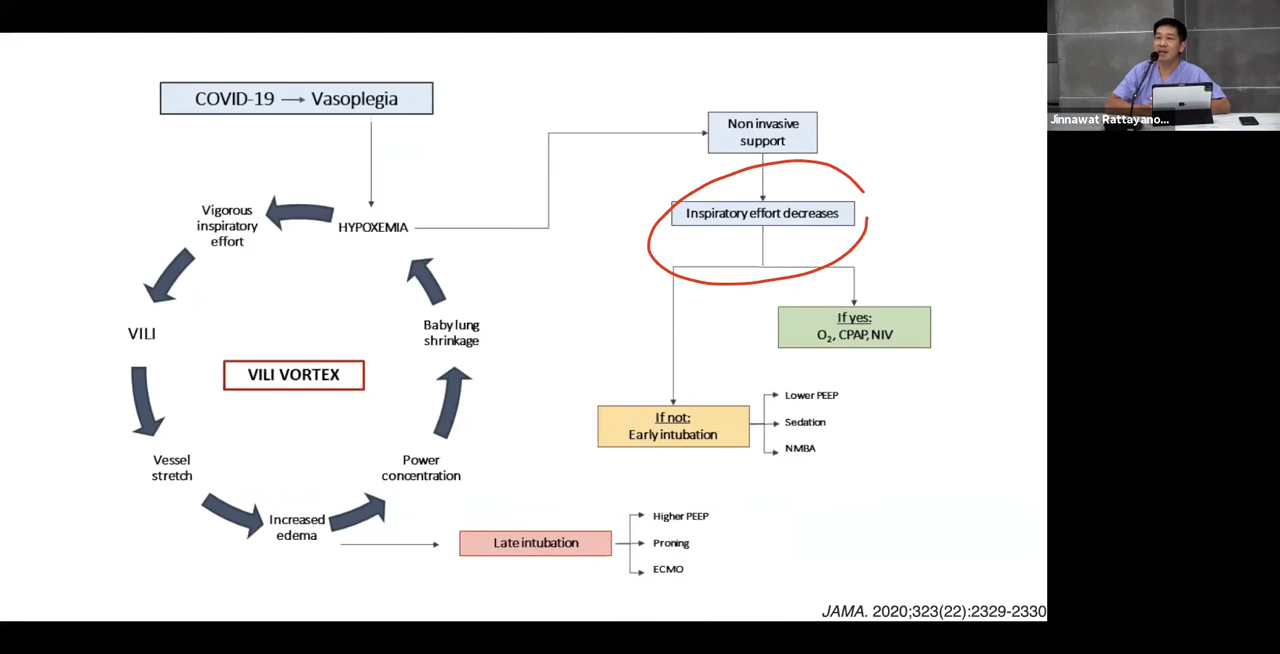 COVID-19 → Vasoplegia
Non invasive
support
Inspiratory effort decreases
Vigorous
inspiratory
effort
HYPOXEMIA
VILI
Baby lung
shrinkage
VILI VORTEX
If yes:
O₂, CPAP, NIV
If not:
Early intubation
Lower PEEP
Sedation
NMBA
Vessel
stretch
Power
concentration
Increased
edema
Late intubation
Higher PEEP
Proning
ECMO
JAMA. 2020;323(22):2329-2330
Jinnawat Rattayano...